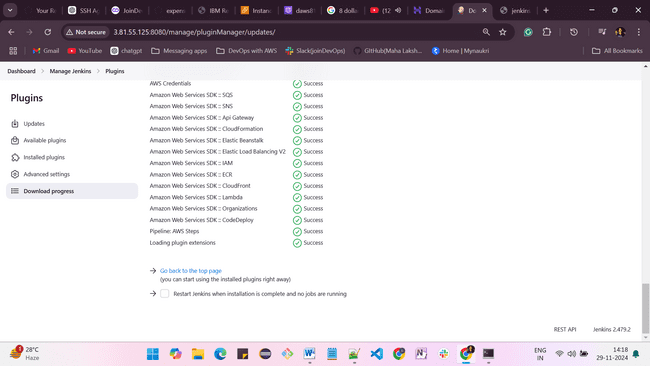 Your Re
SSH Ag
JoinDe
expens
IBM Re
Instanc
daws81
8 dolla
(12
Domai
Do
jenkins
Not secure
3.81.55.125:8080/manage/pluginManager/updates/
Gmail
YouTube
chatgpt
Messaging apps
DevOps with AWS
Slack(joinDevOps)
GitHub(Maha Laksh...
Home | Mynaukri
All Bookmarks
Dashboard > Manage Jenkins > Plugins
Plugins
Updates
Available plugins
Installed plugins
Advanced settings
Download progress
AWS Credentials Success
Amazon Web Services SDK :: SQS Success
Amazon Web Services SDK :: SNS Success
Amazon Web Services SDK :: Api Gateway Success
Amazon Web Services SDK :: CloudFormation Success
Amazon Web Services SDK :: Elastic Beanstalk Success
Amazon Web Services SDK :: Elastic Load Balancing V2 Success
Amazon Web Services SDK :: IAM Success
Amazon Web Services SDK :: ECR Success
Amazon Web Services SDK :: CloudFront Success
Amazon Web Services SDK :: Lambda Success
Amazon Web Services SDK :: Organizations Success
Amazon Web Services SDK :: CodeDeploy Success
Pipeline: AWS Steps Success
Loading plugin extensions Success
Go back to the top page
(you can start using the installed plugins right away)
Restart Jenkins when installation is complete and no jobs are running
REST API Jenkins 2.479.2
28°C
Haze
ENG
IN
14:18
29-11-2024